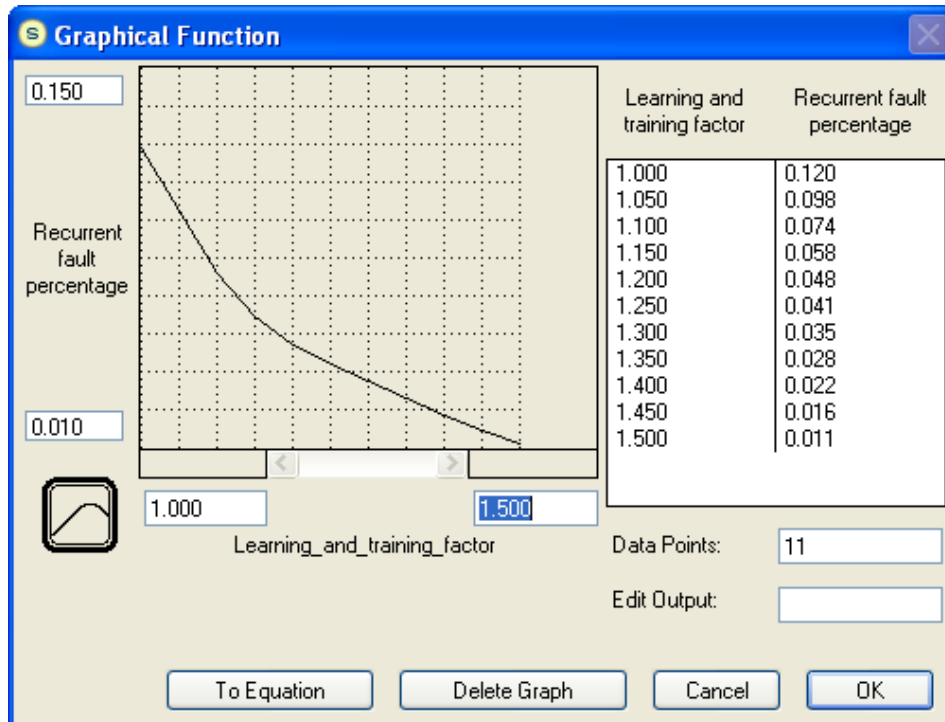 S Graphical Function
0.150
Recurrent
fault
percentage
0.010
1.000 1.500
Learning_and_training_factor
Learning and Recurrent fault
training factor percentage
1.000 0.120
1.050 0.098
1.100 0.074
1.150 0.058
1.200 0.048
1.250 0.041
1.300 0.035
1.350 0.028
1.400 0.022
1.450 0.016
1.500 0.011
Data Points: 11
Edit Output:
To Equation Delete Graph Cancel OK